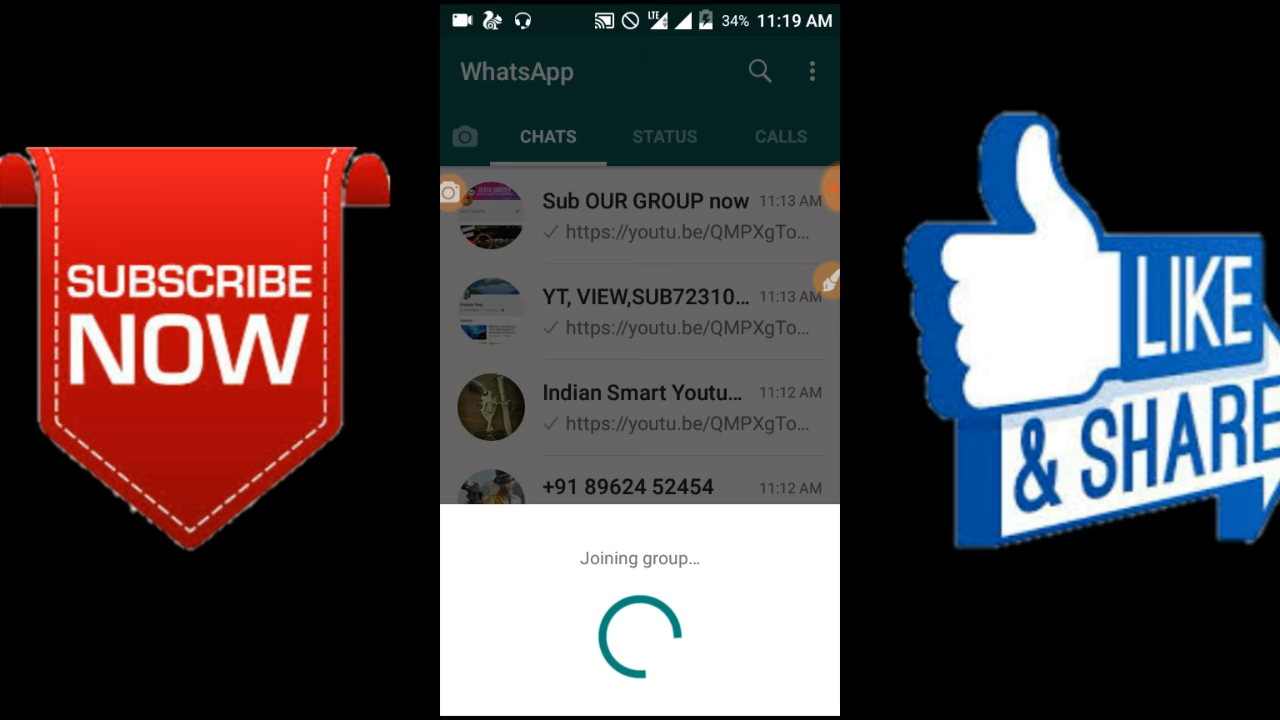 SUBSCRIBE
NOW
LTE 34% 11:19 AM
WhatsApp
CHATS STATUS CALLS
Sub OUR GROUP now 11:13 AM
https://youtu.be/QMPXgTo...
YT, VIEW,SUB72310... 11:13 AM
https://youtu.be/QMPXgTo...
Indian Smart Youtu... 11:12 AM
https://youtu.be/QMPXgTo...
+91 89624 52454 11:12 AM
Joining group...
LIKE
& SHARE